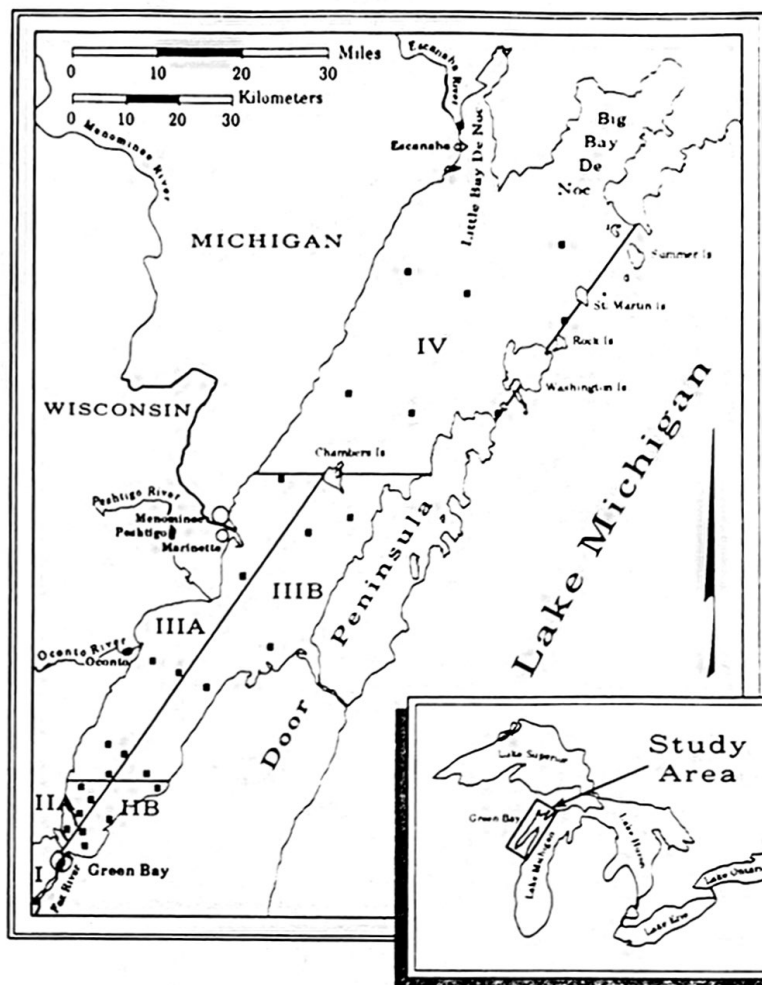 0 10 20 30 Miles
0 10 20 30 Kilometers
Escanaba River
Menominee River
Escanaba
Little Bay De Noc
Big
Bay
De
Noc
MICHIGAN
Summer Is
St. Martin Is
IV
Rock Is
Washington Is
WISCONSIN
Chambers Is
Peshtigo River
Menominee
Peshtigo
Marinette
Lake Michigan
Peninsula
IIIB
IIIA
Oconto River
Oconto
Door
IIA
HB
I
Green Bay
Fox River
Study
Area
Lake Superior
Green Bay
Lake Michigan
Lake Huron
Lake Erie